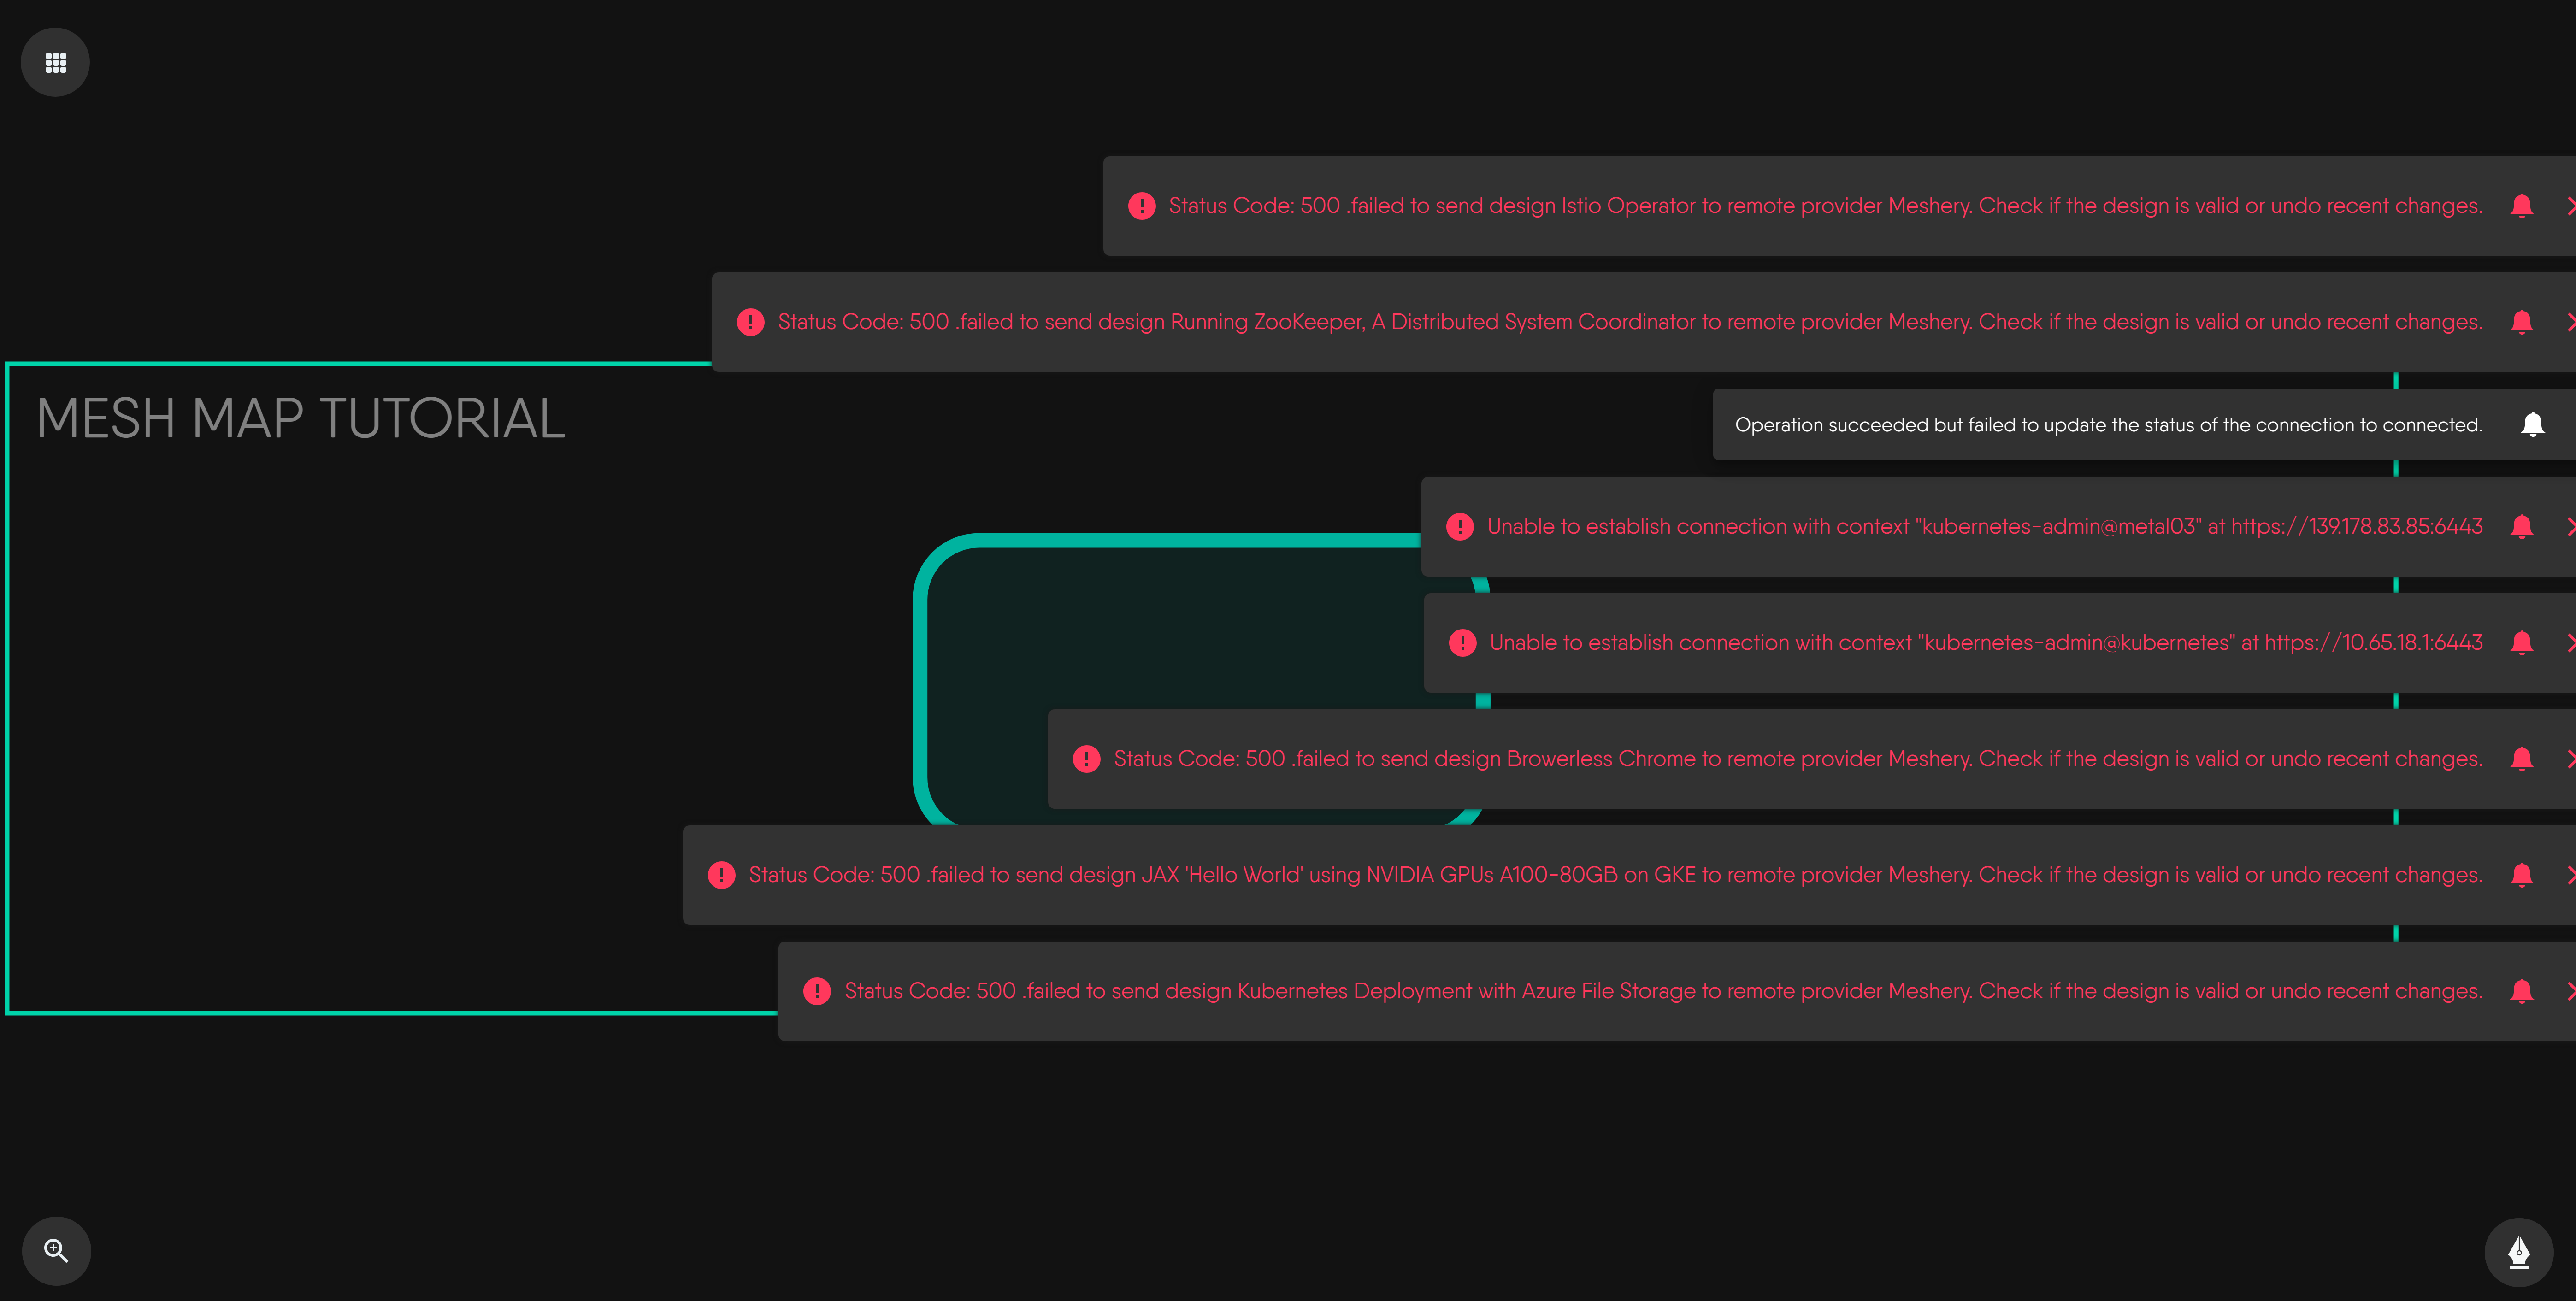 Status Code: 500 .failed to send design Istio Operator to remote provider Meshery. Check if the design is valid or undo recent changes.
Status Code: 500 .failed to send design Running ZooKeeper, A Distributed System Coordinator to remote provider Meshery. Check if the design is valid or undo recent changes.
MESH MAP TUTORIAL
Operation succeeded but failed to update the status of the connection to connected.
Unable to establish connection with context "kubernetes-admin@metal03" at https://139.178.83.85:6443
Unable to establish connection with context "kubernetes-admin@kubernetes" at https://10.65.18.1:6443
Status Code: 500 .failed to send design Browerless Chrome to remote provider Meshery. Check if the design is valid or undo recent changes.
Status Code: 500 .failed to send design JAX 'Hello World' using NVIDIA GPUs A100-80GB on GKE to remote provider Meshery. Check if the design is valid or undo recent changes.
Status Code: 500 .failed to send design Kubernetes Deployment with Azure File Storage to remote provider Meshery. Check if the design is valid or undo recent changes.